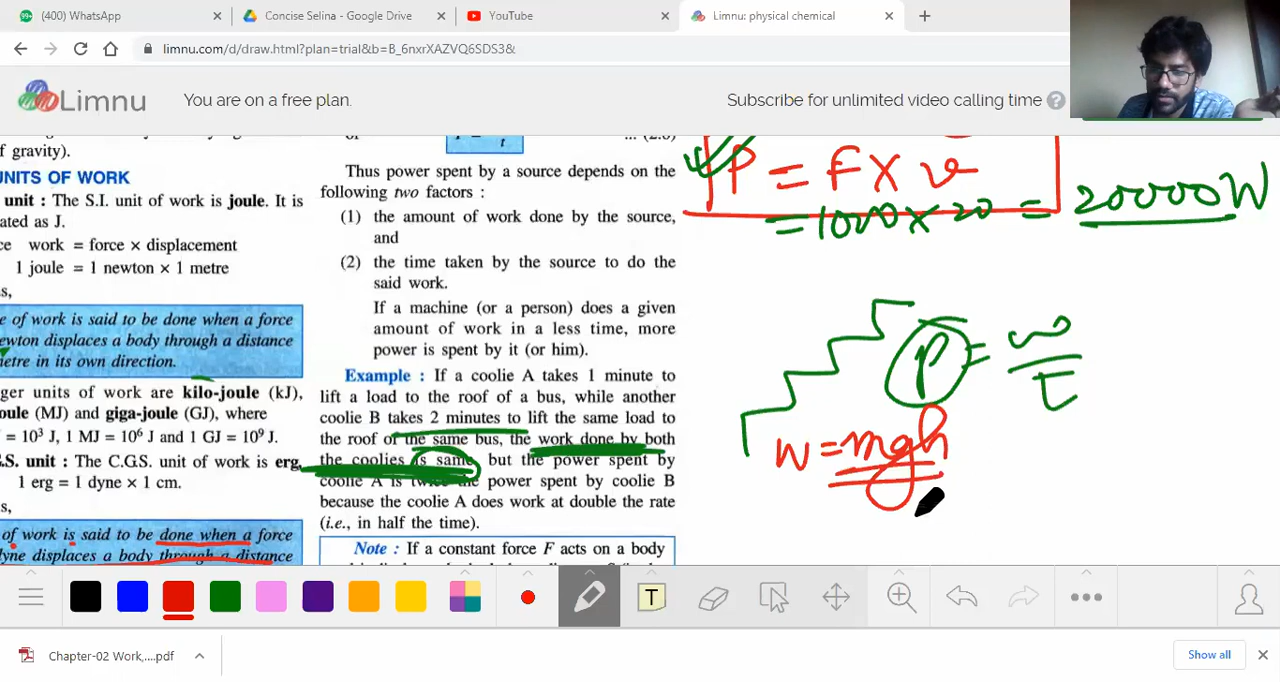 (400) WhatsApp
Concise Selina - Google Drive
YouTube
Limnu: physical chemical
limnu.com/d/draw.html?plan=trial&b=B_6nxrXAZVQ6SDS3&
Limnu
You are on a free plan.
Subscribe for unlimited video calling time ?
f gravity).
UNITS OF WORK
unit : The S.I. unit of work is joule. It is
ated as J.
ce work = force × displacement
1 joule = 1 newton × 1 metre
s,
e of work is said to be done when a force
newton displaces a body through a distance
metre in its own direction.
ger units of work are kilo-joule (kJ),
oule (MJ) and giga-joule (GJ), where
= 10³ J, 1 MJ = 10⁶ J and 1 GJ = 10⁹ J.
.S. unit : The C.G.S. unit of work is erg,
1 erg = 1 dyne × 1 cm.
s,
of work is said to be done when a force
dyne displaces a body through a distance
t
Thus power spent by a source depends on the
following two factors :
(1) the amount of work done by the source,
and
(2) the time taken by the source to do the
said work.
If a machine (or a person) does a given
amount of work in a less time, more
power is spent by it (or him).
Example : If a coolie A takes 1 minute to
lift a load to the roof of a bus, while another
coolie B takes 2 minutes to lift the same load to
the roof of the same bus, the work done by both
the coolies is same but the power spent by
coolie A is twice the power spent by coolie B
because the coolie A does work at double the rate
(i.e., in half the time).
Note : If a constant force F acts on a body
P = F X v
= 1000 X 20 = 20000 W
P = w
t
W = mgh
T
Chapter-02 Work,....pdf
Show all